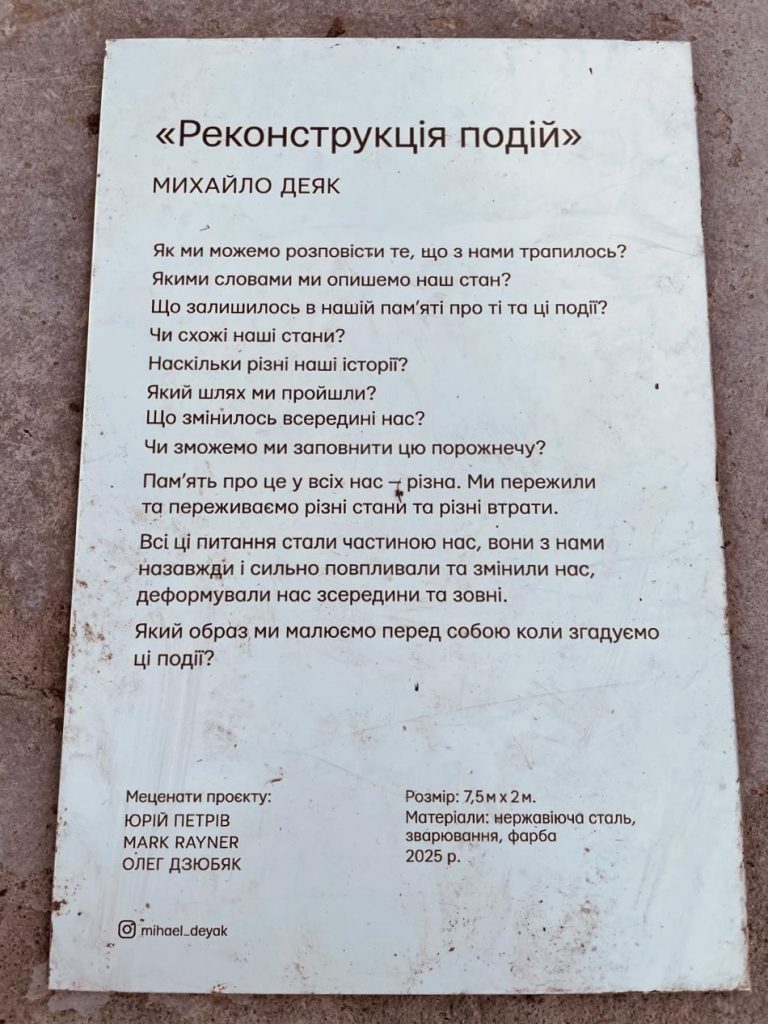 «Реконструкція подій»
МИХАЙЛО ДЕЯК
Як ми можемо розповісти те, що з нами трапилось?
Якими словами ми опишемо наш стан?
Що залишилось в нашій пам'яті про ті та ці події?
Чи схожі наші стани?
Наскільки різні наші історії?
Який шлях ми пройшли?
Що змінилось всередині нас?
Чи зможемо ми заповнити цю порожнечу?
Пам'ять про це у всіх нас – різна. Ми пережили
та переживаємо різні стани та різні втрати.
Всі ці питання стали частиною нас, вони з нами
назавжди і сильно повпливали та змінили нас,
деформували нас зсередини та зовні.
Який образ ми малюємо перед собою коли згадуємо
ці події?
Меценати проєкту:
ЮРІЙ ПЕТРІВ
MARK RAYNER
ОЛЕГ ДЗЮБЯК
Розмір: 7,5 м x 2 м.
Матеріали: нержавіюча сталь,
зварювання, фарба
2025 р.
mihael_deyak